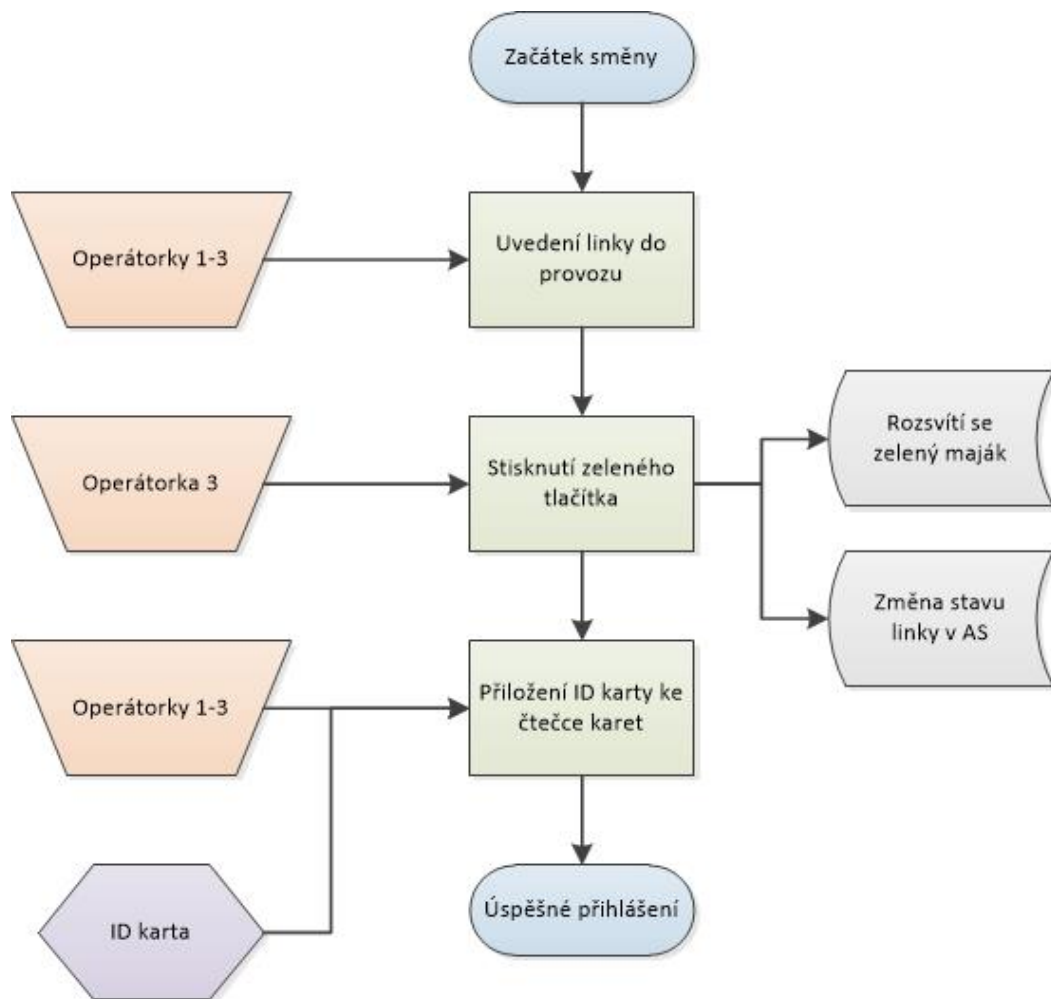 Začátek směny
Operátorky 1-3
Uvedení linky do
provozu
Operátorka 3
Stisknutí zeleného
tlačítka
Rozsvítí se
zelený maják
Změna stavu
linky v AS
Operátorky 1-3
Přiložení ID karty ke
čtečce karet
ID karta
Úspěšné přihlášení